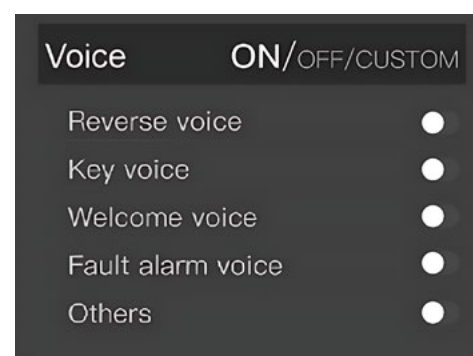 Voice ON/OFF/CUSTOM
Reverse voice
Key voice
Welcome voice
Fault alarm voice
Others